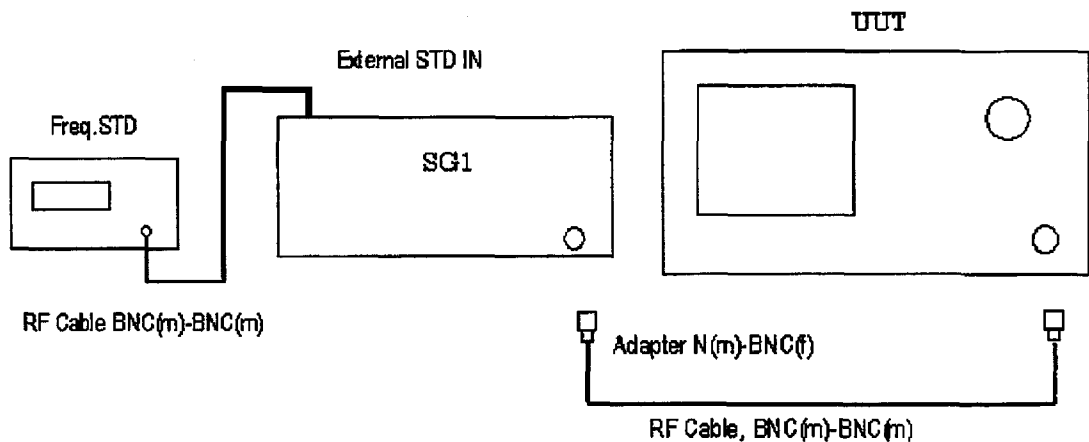 UUT
External STD IN
Freq.STD
SG1
RF Cable BNC(m)-BNC(m)
Adapter N(m)-BNC(f)
RF Cable, BNC(m)-BNC(m)